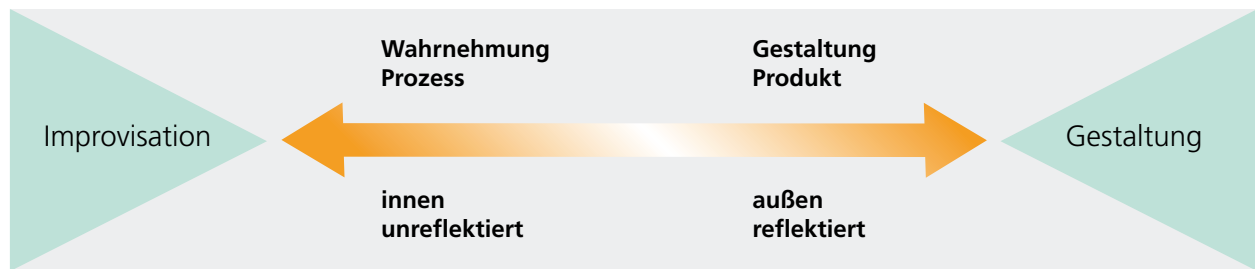 Wahrnehmung
Prozess
Gestaltung
Produkt
Improvisation
Gestaltung
innen
unreflektiert
außen
reflektiert